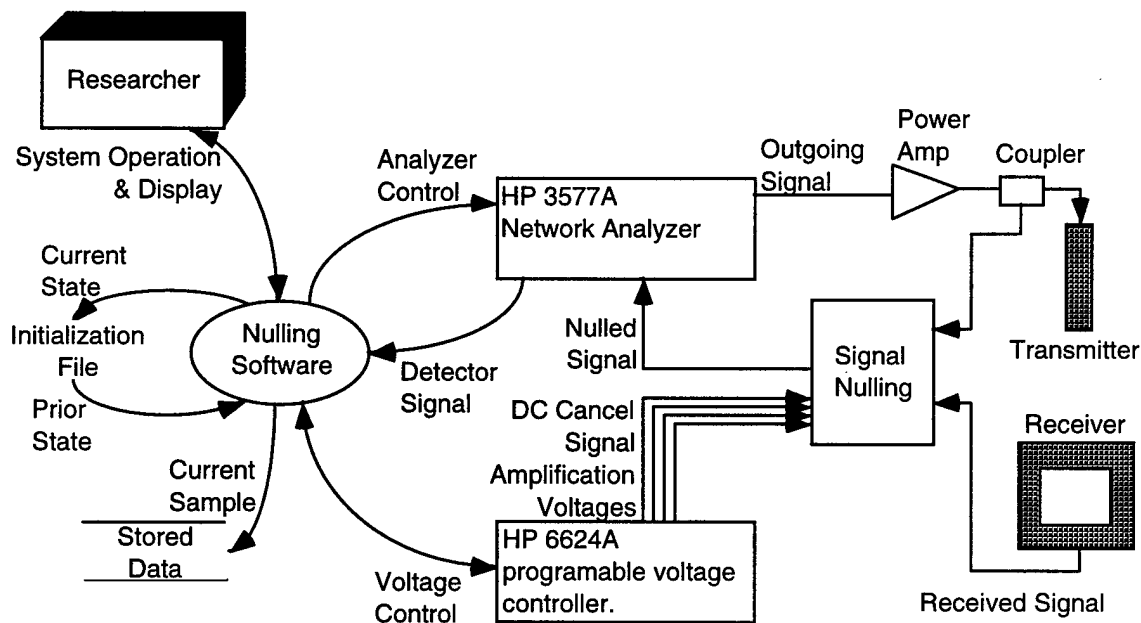 Researcher
System Operation
& Display
Analyzer
Control
HP 3577A
Network Analyzer
Outgoing
Signal
Power
Amp
Coupler
Transmitter
Current
State
Initialization
File
Prior
State
Nulling
Software
Detector
Signal
Nulled
Signal
Signal
Nulling
DC Cancel
Signal
Amplification
Voltages
Receiver
Received Signal
Current
Sample
Stored
Data
Voltage
Control
HP 6624A
programable voltage
controller.